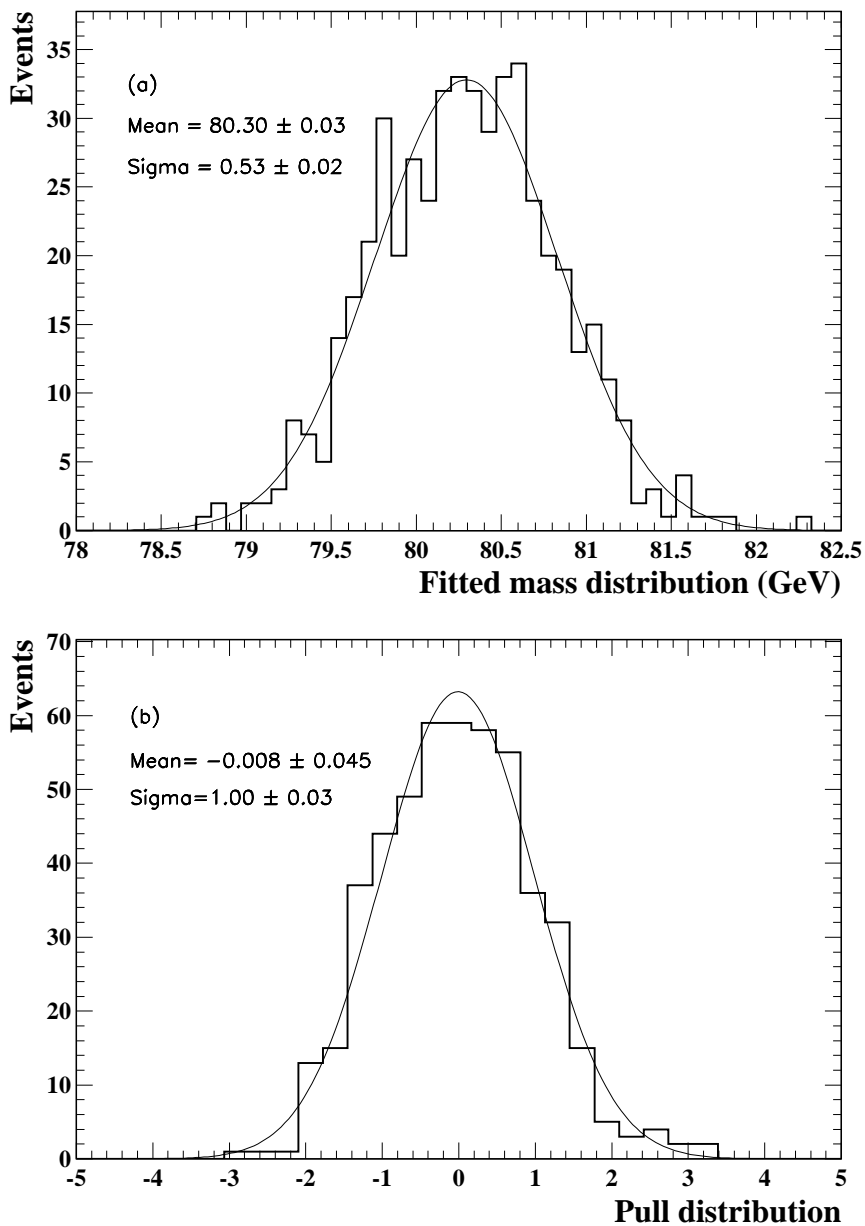 Events
35
30
25
20
15
10
5
0
(a)
Mean = 80.30 ± 0.03
Sigma = 0.53 ± 0.02
78 78.5 79 79.5 80 80.5 81 81.5 82 82.5
Fitted mass distribution (GeV)
Events
70
60
50
40
30
20
10
0
(b)
Mean= −0.008 ± 0.045
Sigma=1.00 ± 0.03
-5 -4 -3 -2 -1 0 1 2 3 4 5
Pull distribution